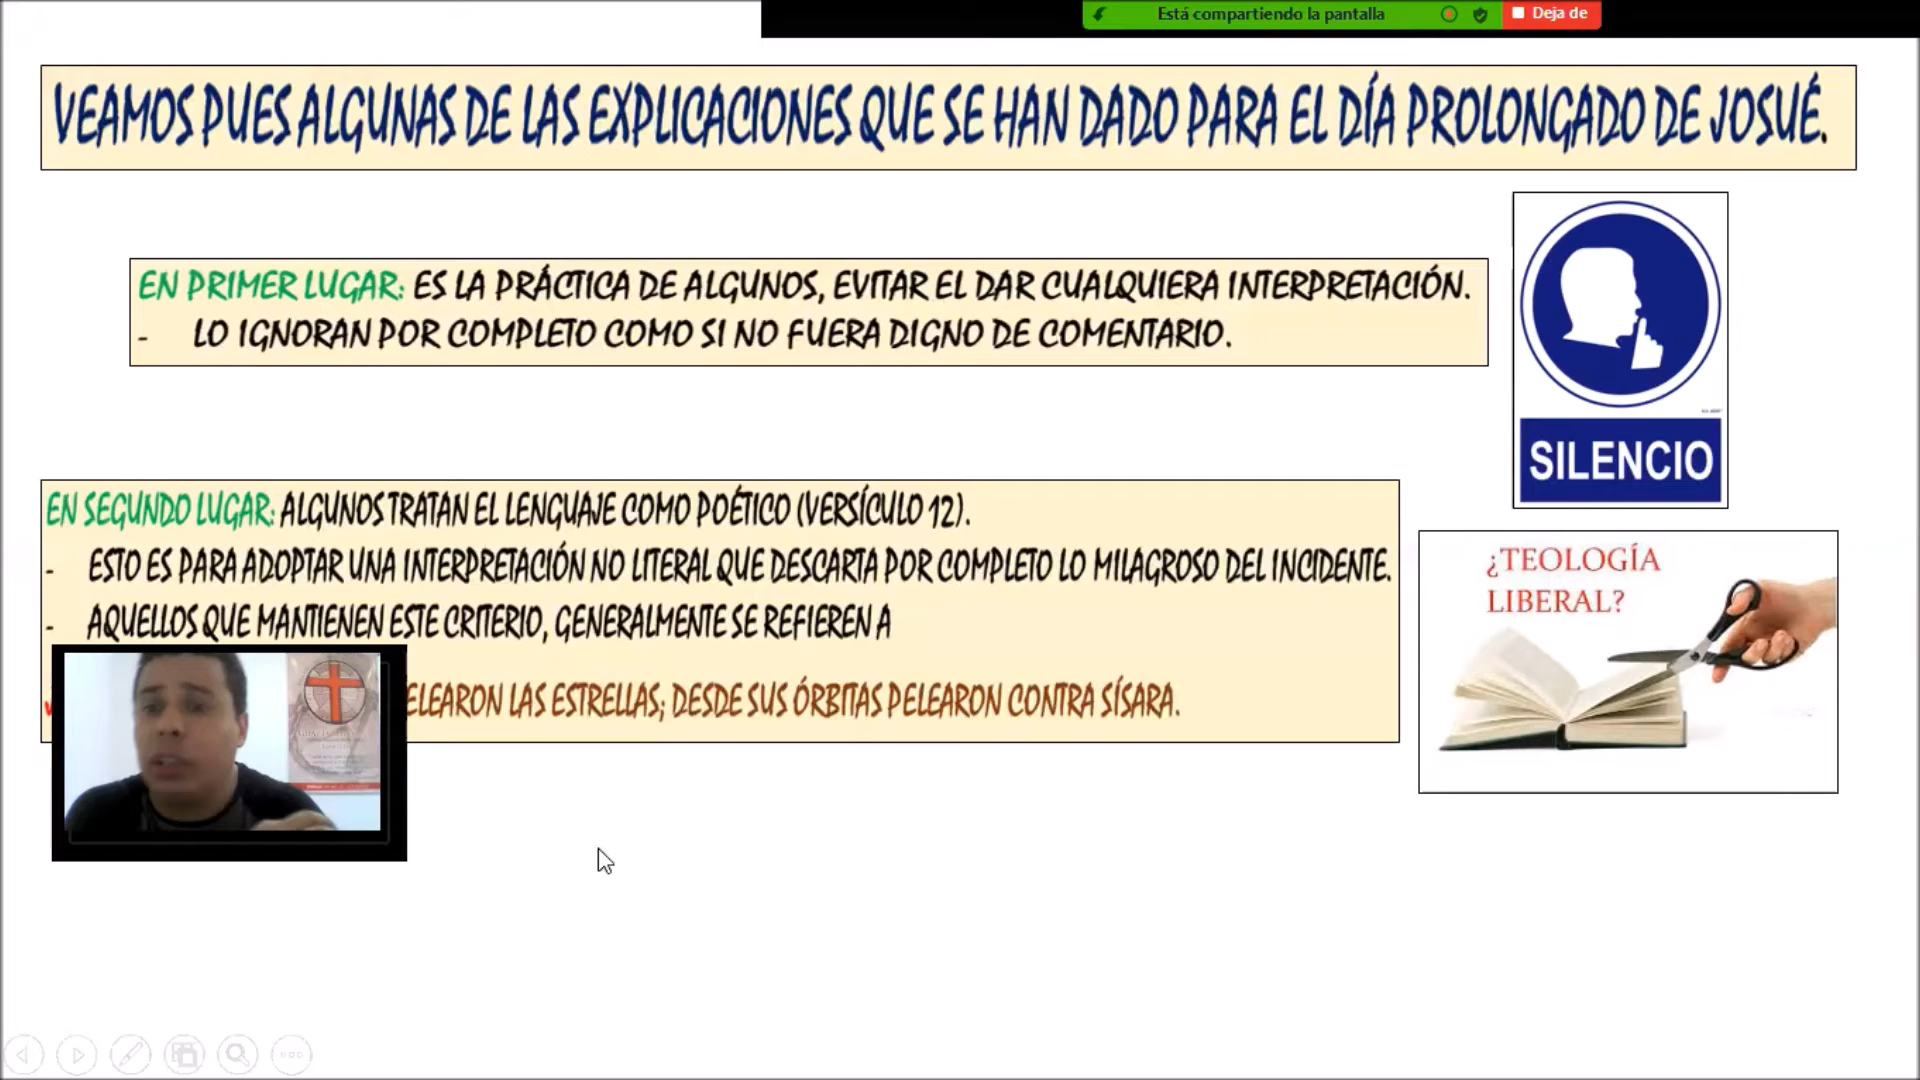 Está compartiendo la pantalla
Deja de
VEAMOS PUES ALGUNAS DE LAS EXPLICACIONES QUE SE HAN DADO PARA EL DÍA PROLONGADO DE JOSUÉ.
EN PRIMER LUGAR: ES LA PRÁCTICA DE ALGUNOS, EVITAR EL DAR CUALQUIERA INTERPRETACIÓN.
- LO IGNORAN POR COMPLETO COMO SI NO FUERA DIGNO DE COMENTARIO.
SILENCIO
EN SEGUNDO LUGAR: ALGUNOS TRATAN EL LENGUAJE COMO POÉTICO (VERSÍCULO 12).
- ESTO ES PARA ADOPTAR UNA INTERPRETACIÓN NO LITERAL QUE DESCARTA POR COMPLETO LO MILAGROSO DEL INCIDENTE.
- AQUELLOS QUE MANTIENEN ESTE CRITERIO, GENERALMENTE SE REFIEREN A
ELEARON LAS ESTRELLAS; DESDE SUS ÓRBITAS PELEARON CONTRA SÍSARA.
¿TEOLOGÍA
LIBERAL?